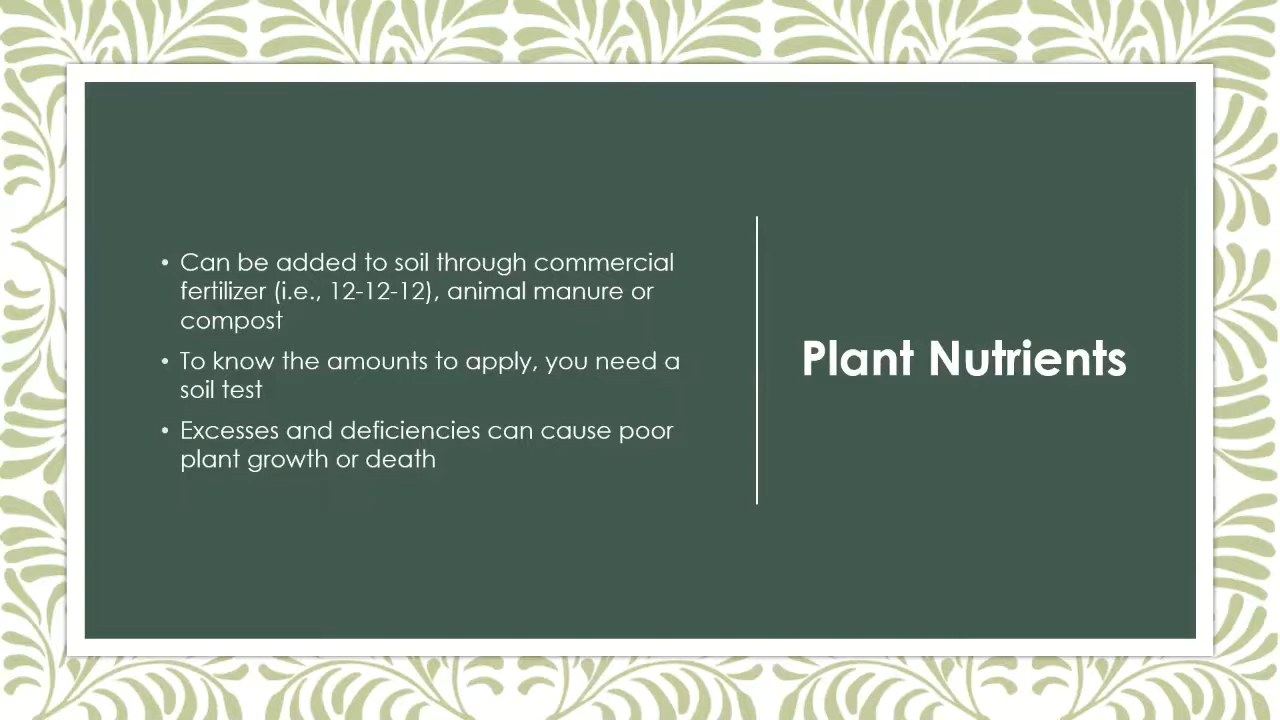 • Can be added to soil through commercial
fertilizer (i.e., 12-12-12), animal manure or
compost
• To know the amounts to apply, you need a
soil test
• Excesses and deficiencies can cause poor
plant growth or death
Plant Nutrients